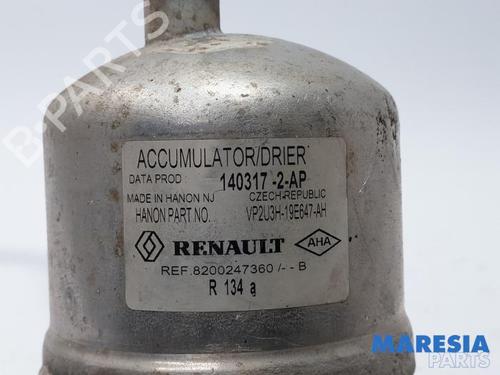 B-PARTS
ACCUMULATOR/DRIER
DATA PROD 140317 -2-AP
MADE IN HANON NJ CZECH-REPUBLIC
HANON PART NO. VP2U3H-19E647-AH
RENAULT AHA
REF.8200247360 /- - B
R 134 a
MARESIA
PARTS